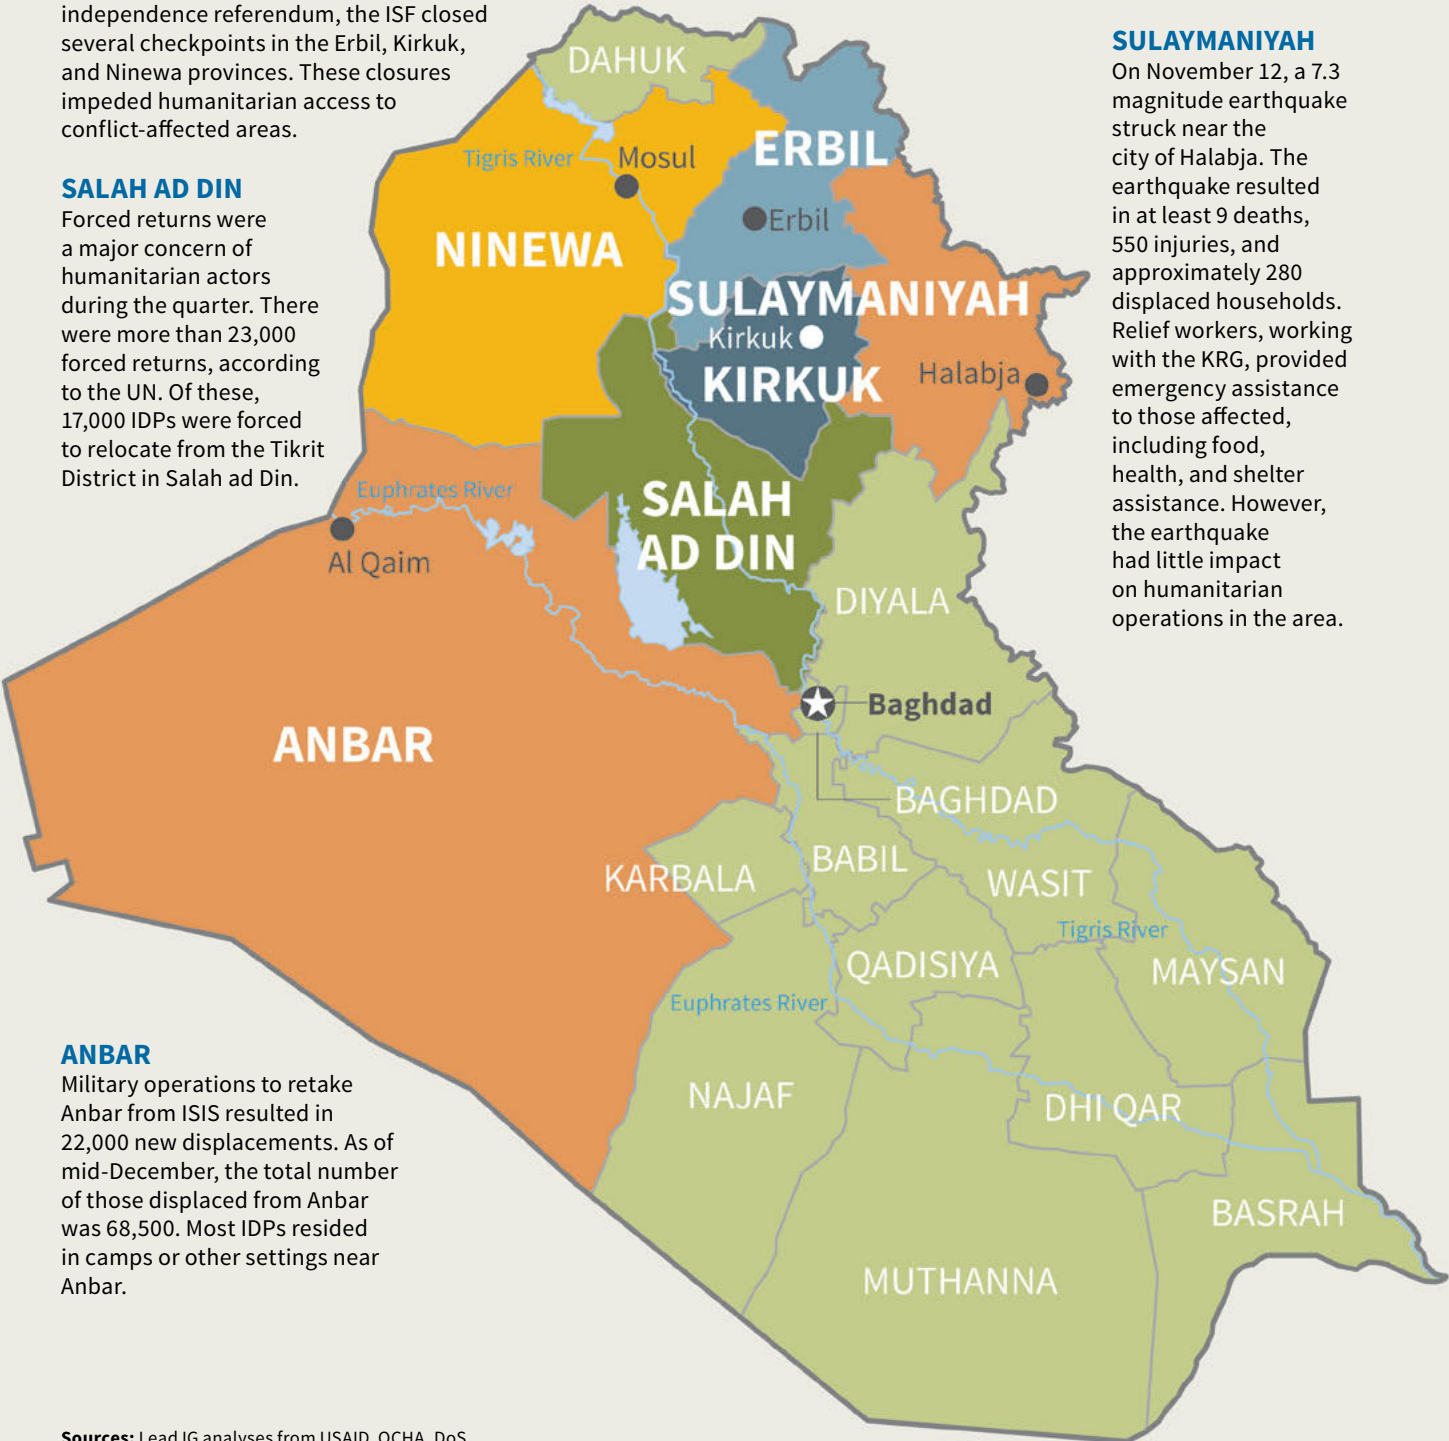 independence referendum, the ISF closed
several checkpoints in the Erbil, Kirkuk,
and Ninewa provinces. These closures
impeded humanitarian access to
conflict-affected areas.
SALAH AD DIN
Forced returns were
a major concern of
humanitarian actors
during the quarter. There
were more than 23,000
forced returns, according
to the UN. Of these,
17,000 IDPs were forced
to relocate from the Tikrit
District in Salah ad Din.
ANBAR
Military operations to retake
Anbar from ISIS resulted in
22,000 new displacements. As of
mid-December, the total number
of those displaced from Anbar
was 68,500. Most IDPs resided
in camps or other settings near
Anbar.
SULAYMANIYAH
On November 12, a 7.3
magnitude earthquake
struck near the
city of Halabja. The
earthquake resulted
in at least 9 deaths,
550 injuries, and
approximately 280
displaced households.
Relief workers, working
with the KRG, provided
emergency assistance
to those affected,
including food,
health, and shelter
assistance. However,
the earthquake
had little impact
on humanitarian
operations in the area.
DAHUK
ERBIL
Tigris River
Mosul
Erbil
NINEWA
SULAYMANIYAH
Kirkuk
KIRKUK
Halabja
Euphrates River
SALAH
AD DIN
Al Qaim
DIYALA
Baghdad
ANBAR
BAGHDAD
BABIL
KARBALA
WASIT
Tigris River
QADISIYA
MAYSAN
Euphrates River
NAJAF
DHI QAR
BASRAH
MUTHANNA
Sources: Lead IG analyses from USAID, OCHA, DoS